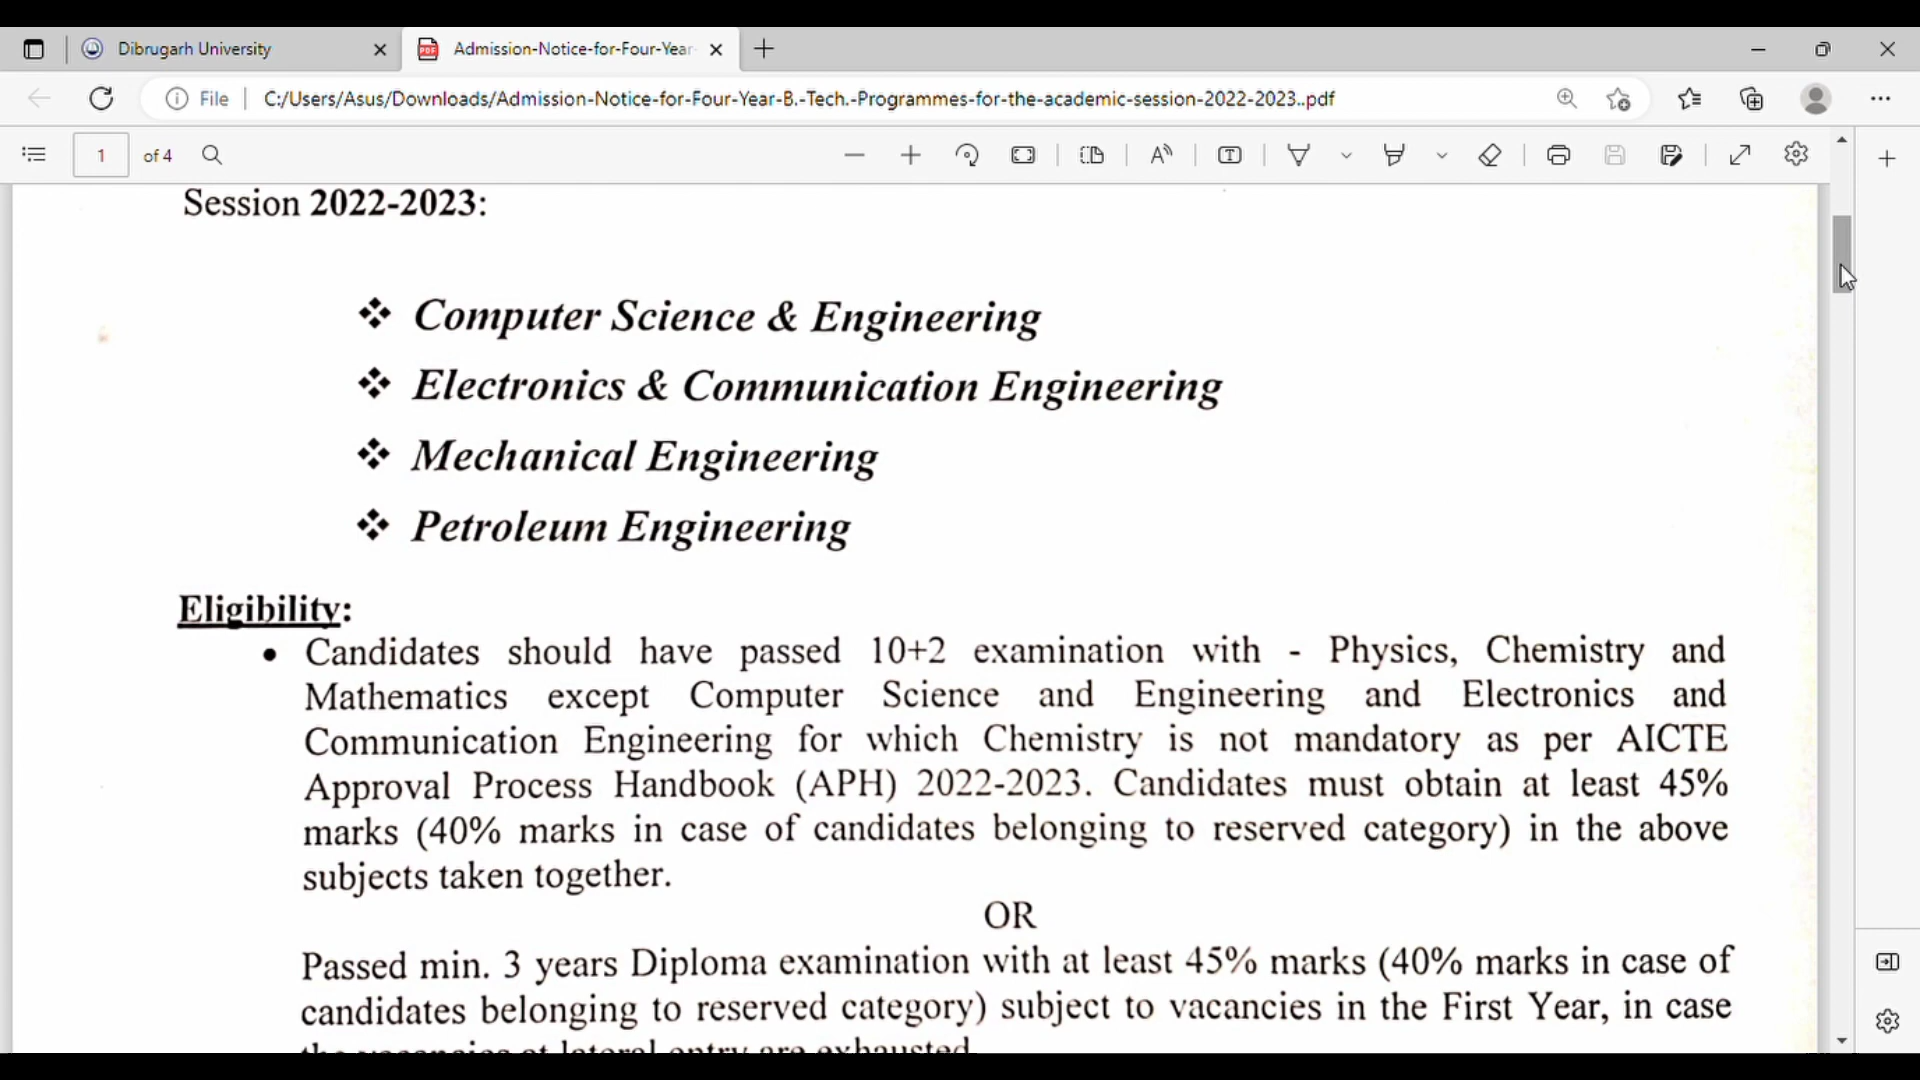 Dibrugarh University
Admission-Notice-for-Four-Year-
File
C:/Users/Asus/Downloads/Admission-Notice-for-Four-Year-B.-Tech.-Programmes-for-the-academic-session-2022-2023..pdf
1 of 4
Session 2022-2023:
❖ Computer Science & Engineering
❖ Electronics & Communication Engineering
❖ Mechanical Engineering
❖ Petroleum Engineering
Eligibility:
• Candidates should have passed 10+2 examination with - Physics, Chemistry and
Mathematics except Computer Science and Engineering and Electronics and
Communication Engineering for which Chemistry is not mandatory as per AICTE
Approval Process Handbook (APH) 2022-2023. Candidates must obtain at least 45%
marks (40% marks in case of candidates belonging to reserved category) in the above
subjects taken together.
OR
Passed min. 3 years Diploma examination with at least 45% marks (40% marks in case of
candidates belonging to reserved category) subject to vacancies in the First Year, in case
the vacancies at lateral entry are exhausted.